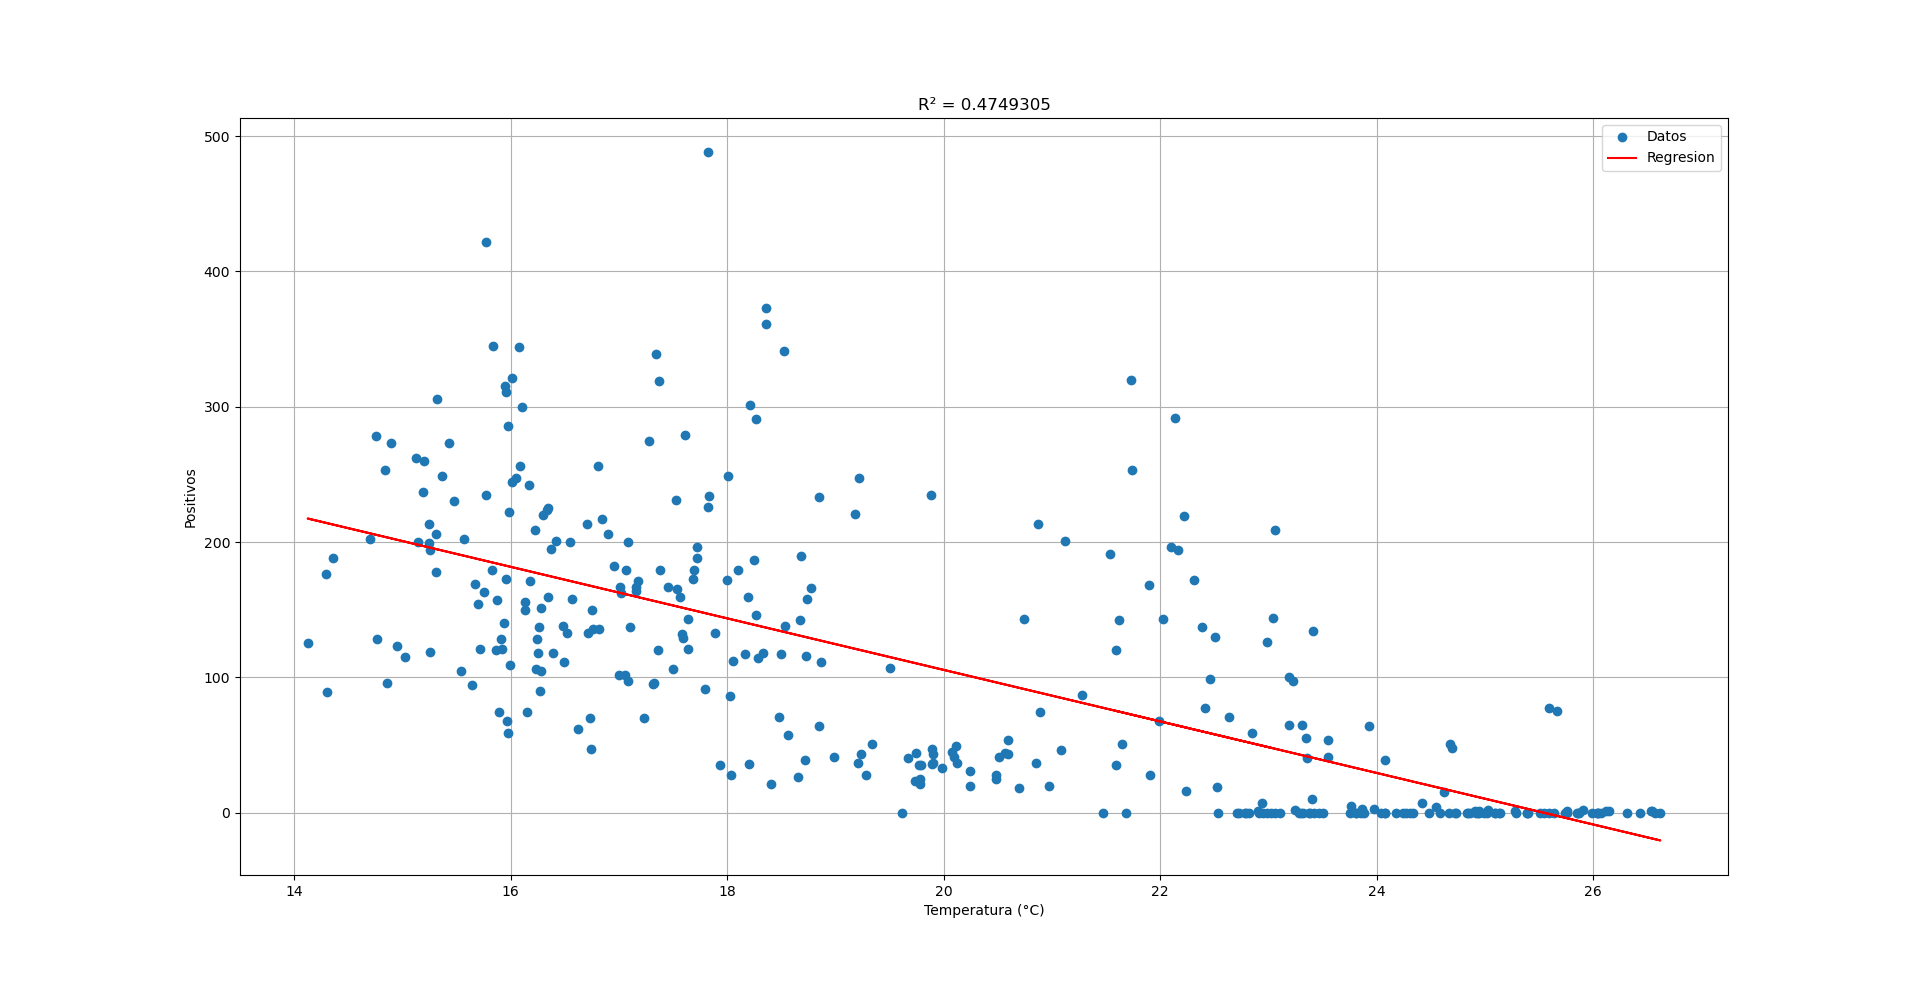 R² = 0.4749305
Datos
Regresion
500
400
300
200
100
0
Positivos
14 16 18 20 22 24 26
Temperatura (°C)